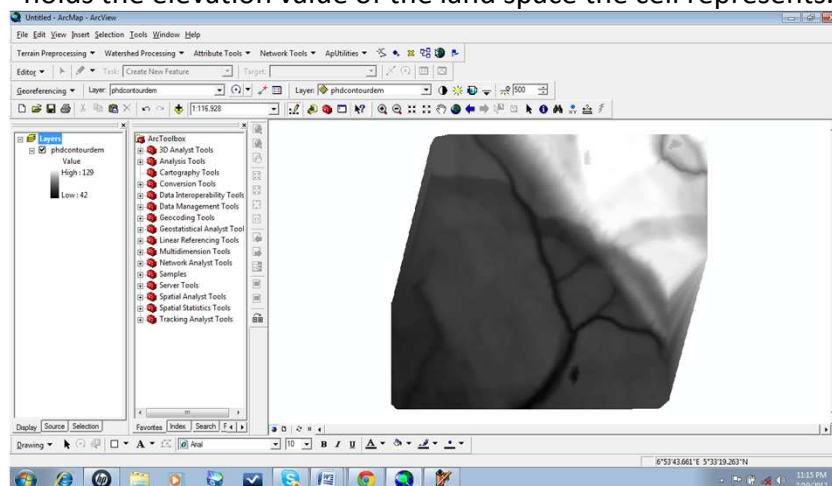 holds the elevation value of the land space the cell represents.
Untitled - ArcMap - ArcView
File Edit View Insert Selection Tools Window Help
Terrain Preprocessing Watershed Processing Attribute Tools Network Tools ApUtilities
Editor Task: Create New Feature Target:
Georeferencing Layer: phdcontourdem Layer: phdcontourdem 500
1:116,928
Layers
phdcontourdem
Value
High : 129
Low : 42
ArcToolbox
3D Analyst Tools
Analysis Tools
Cartography Tools
Conversion Tools
Data Interoperability Tools
Data Management Tools
Geocoding Tools
Geostatistical Analyst Tool
Linear Referencing Tools
Multidimension Tools
Network Analyst Tools
Samples
Server Tools
Spatial Analyst Tools
Spatial Statistics Tools
Tracking Analyst Tools
Display Source Selection
Favorites Index Search
Drawing A Arial 10 B I U A
6°53'43.661"E 5°33'19.263"N
11:15 PM